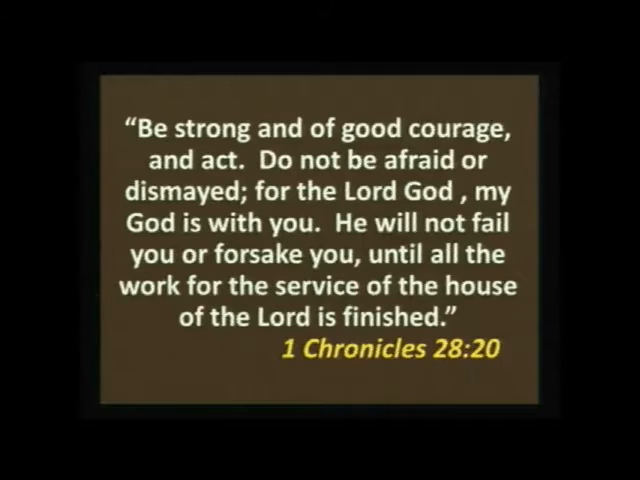 “Be strong and of good courage,
and act.  Do not be afraid or
dismayed; for the Lord God , my
God is with you.  He will not fail
you or forsake you, until all the
work for the service of the house
of the Lord is finished.”
1 Chronicles 28:20